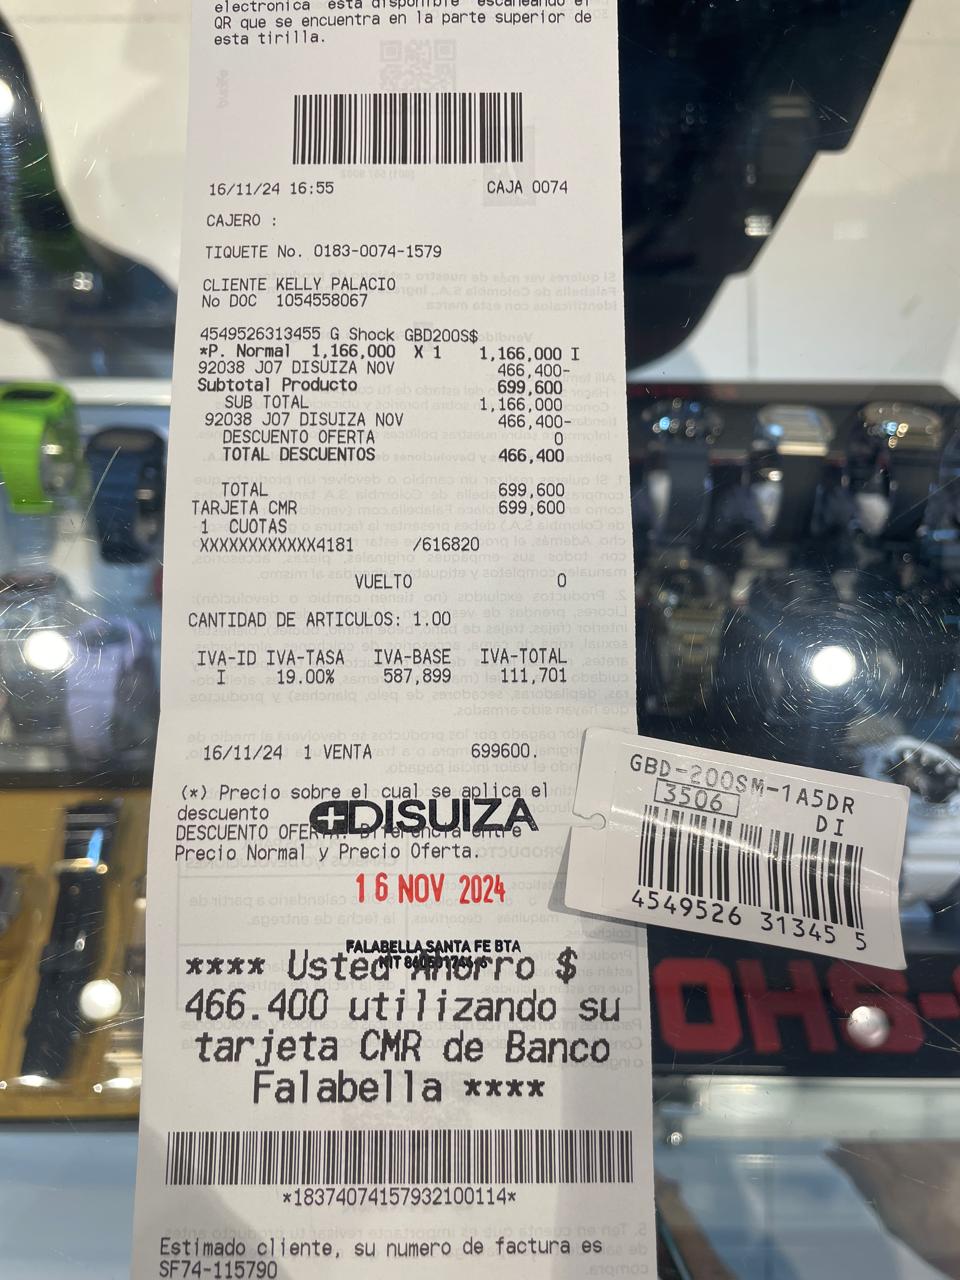 electronica esta disponible escaneando el
QR que se encuentra en la parte superior de
esta tirilla.
16/11/24 16:55 CAJA 0074
CAJERO :
TIQUETE No. 0183-0074-1579
CLIENTE KELLY PALACIO
No DOC 1054558067
4549526313455 G Shock GBD200S$
*P. Normal 1,166,000 X 1 1,166,000 I
92038 J07 DISUIZA NOV 466,400-
Subtotal Producto 699,600
SUB TOTAL 1,166,000
92038 J07 DISUIZA NOV 466,400-
DESCUENTO OFERTA 0
TOTAL DESCUENTOS 466,400
TOTAL 699,600
TARJETA CMR 699,600
1 CUOTAS
XXXXXXXXXXXX4181 /616820
VUELTO 0
CANTIDAD DE ARTICULOS: 1.00
IVA-ID IVA-TASA IVA-BASE IVA-TOTAL
I 19.00% 587,899 111,701
16/11/24 1 VENTA 699600.
(*) Precio sobre el cual se aplica el
descuento
DISUIZA
DESCUENTO OFERTA: Diferencia entre
Precio Normal y Precio Oferta.
16 NOV 2024
FALABELLA SANTA FE BTA
NIT
**** Usted Ahorro $
466.400 utilizando su
tarjeta CMR de Banco
Falabella ****
*18374074157932100114*
Estimado cliente, su numero de factura es
SF74-115790
GBD-200SM-1A5DR
3506 DI
4549526 31345 5
OHS-